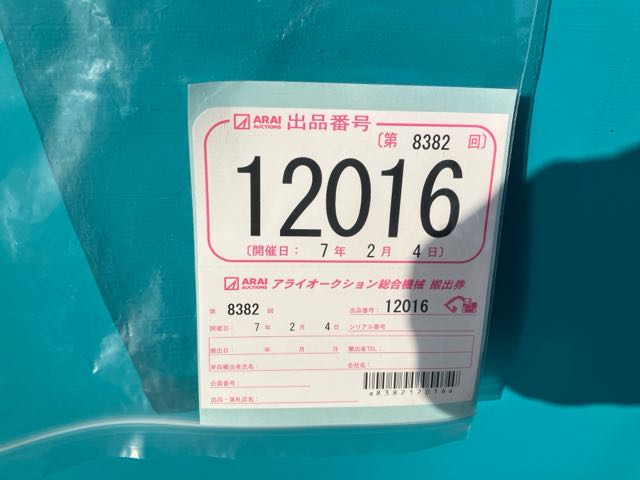 ARAI AUCTIONS 出品番号
〔第 8382 回〕
12016
〔開催日： 7年 2月 4日〕
ARAI AUCTIONS アライオークション総合機械 搬出券
第 8382 回 出品番号： 12016
開催日： 7年 2月 4日 シリアル番号
搬出日： 年 月 日 搬出者TEL：
車両搬出者氏名： 会社名：
会員番号：
出品・落札店名：
a838212016a